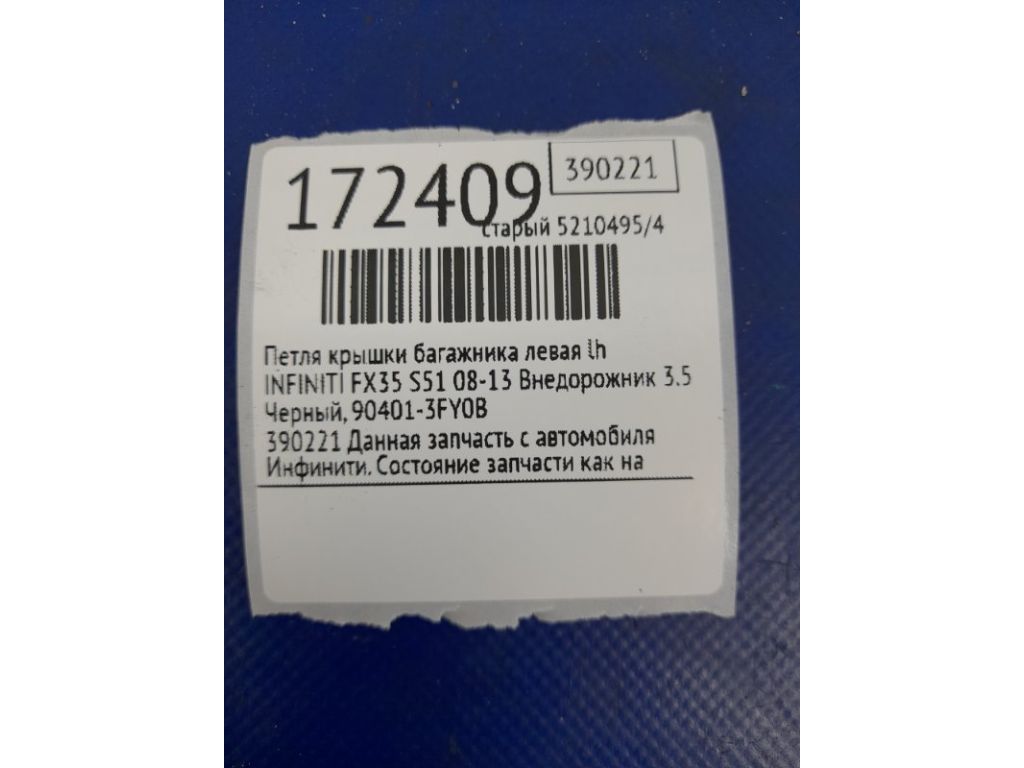 172409
390221
старый 5210495/4
Петля крышки багажника левая lh
INFINITI FX35 S51 08-13 Внедорожник 3.5
Черный, 90401-3FY0B
390221 Данная запчасть с автомобиля
Инфинити. Состояние запчасти как на